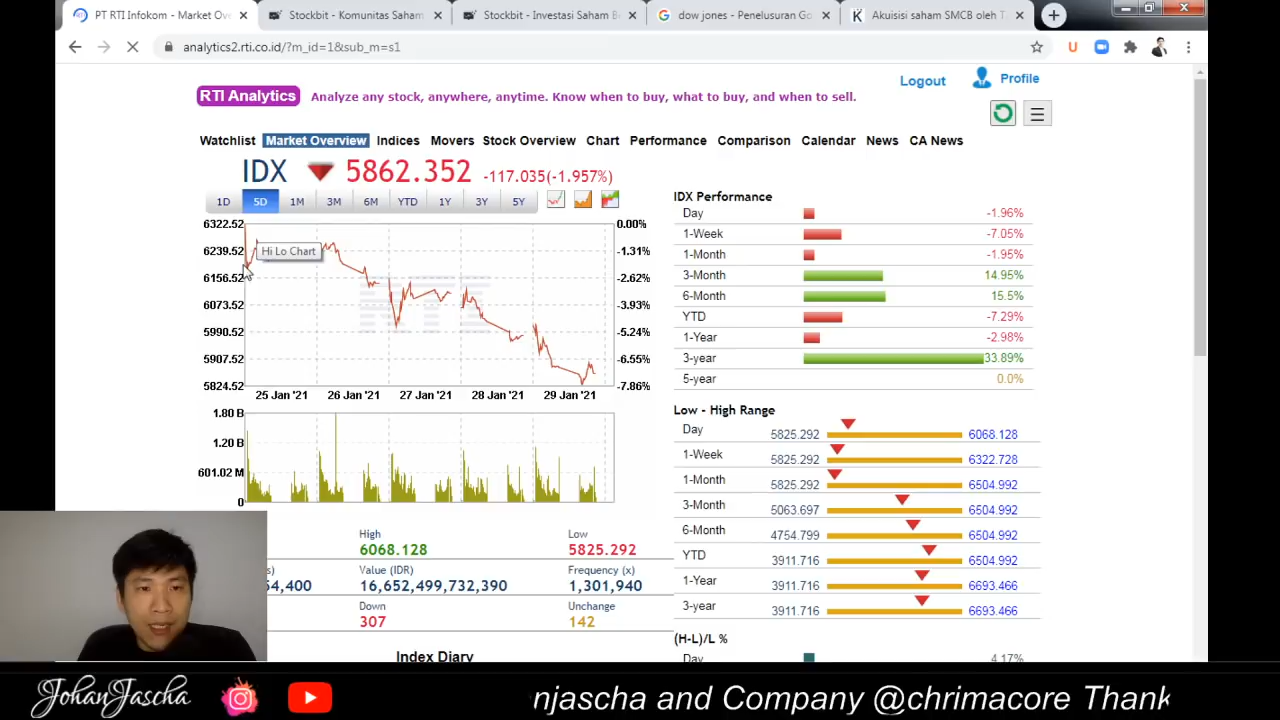 PT RTI Infokom - Market Ove
Stockbit - Komunitas Saham
Stockbit - Investasi Saham B
dow jones - Penelusuran Go
Akuisisi saham SMCB oleh T
analytics2.rti.co.id/?m_id=1&sub_m=s1
Logout Profile
RTI Analytics Analyze any stock, anywhere, anytime. Know when to buy, what to buy, and when to sell.
Watchlist Market Overview Indices Movers Stock Overview Chart Performance Comparison Calendar News CA News
IDX 5862.352 -117.035(-1.957%)
1D 5D 1M 3M 6M YTD 1Y 3Y 5Y
6322.52 0.00%
6239.52 Hi Lo Chart -1.31%
6156.52 -2.62%
6073.52 -3.93%
5990.52 -5.24%
5907.52 -6.55%
5824.52 -7.86%
25 Jan '21 26 Jan '21 27 Jan '21 28 Jan '21 29 Jan '21
RTI
1.80 B
1.20 B
601.02 M
0
High Low
6068.128 5825.292
Value (IDR) Frequency (x)
54,400 16,652,499,732,390 1,301,940
Down Unchange
307 142
Index Diary
IDX Performance
Day -1.96%
1-Week -7.05%
1-Month -1.95%
3-Month 14.95%
6-Month 15.5%
YTD -7.29%
1-Year -2.98%
3-year 33.89%
5-year 0.0%
Low - High Range
Day 5825.292 6068.128
1-Week 5825.292 6322.728
1-Month 5825.292 6504.992
3-Month 5063.697 6504.992
6-Month 4754.799 6504.992
YTD 3911.716 6504.992
1-Year 3911.716 6693.466
3-year 3911.716 6693.466
(H-L)/L %
Day 4.17%
JohanJascha
njascha and Company @chrimacore Thank